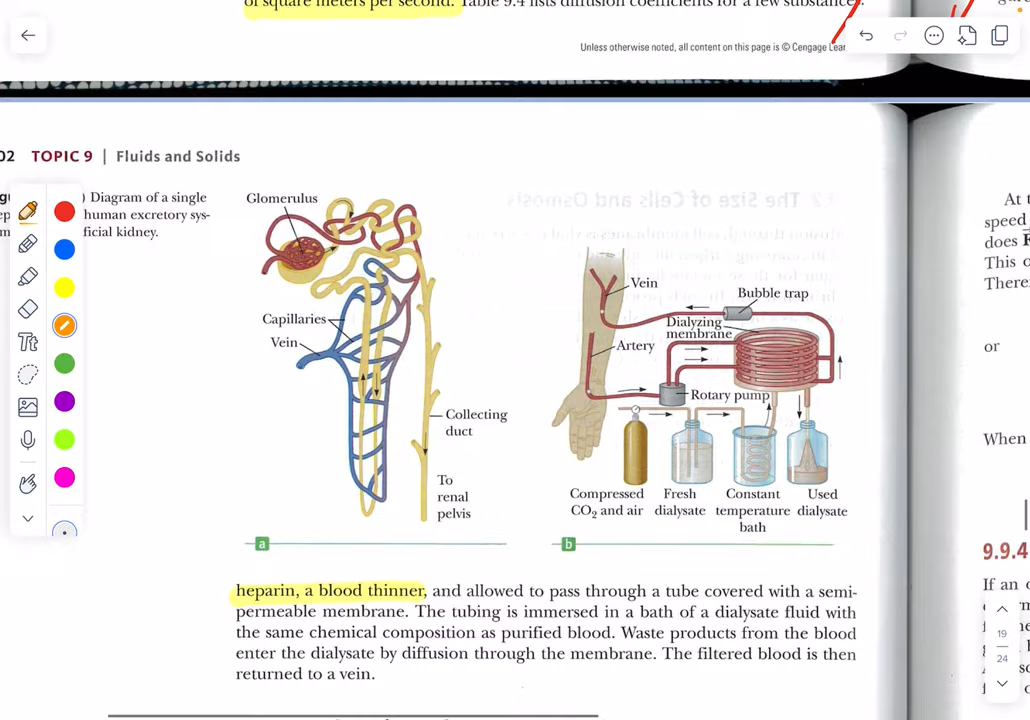 of square meters per second. Table 9.4 lists diffusion coefficients for a few substances.
Unless otherwise noted, all content on this page is © Cengage Lear
02 TOPIC 9 | Fluids and Solids
) Diagram of a single
human excretory sys-
ficial kidney.
Glomerulus
Capillaries
Vein
Collecting
duct
To
renal
pelvis
a
Vein
Bubble trap
Dialyzing
membrane
Artery
Rotary pump
Compressed
CO2 and air
Fresh
dialysate
Constant
temperature
bath
Used
dialysate
b
heparin, a blood thinner, and allowed to pass through a tube covered with a semi-
permeable membrane. The tubing is immersed in a bath of a dialysate fluid with
the same chemical composition as purified blood. Waste products from the blood
enter the dialysate by diffusion through the membrane. The filtered blood is then
returned to a vein.
At t
speed
does F
This o
There
or
When
9.9.4
If an
Tt
19
24